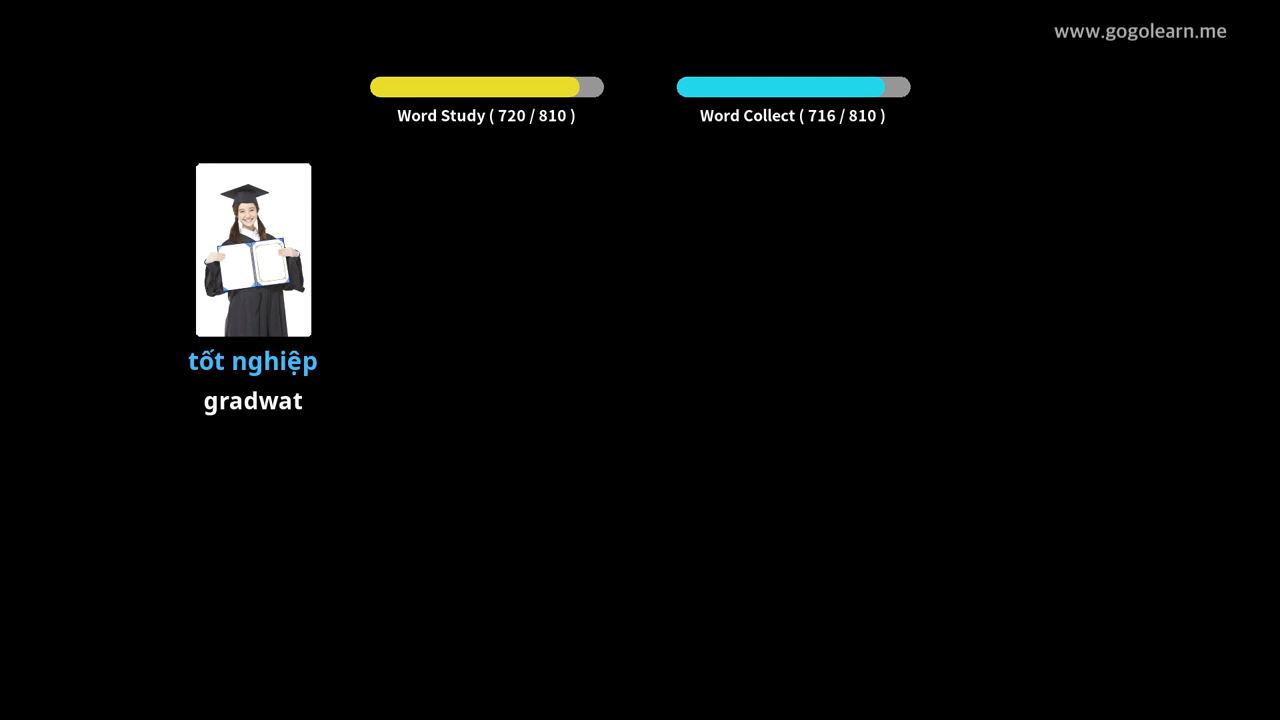 www.gogolearn.me
Word Study ( 720 / 810 )
Word Collect ( 716 / 810 )
tốt nghiệp
gradwat